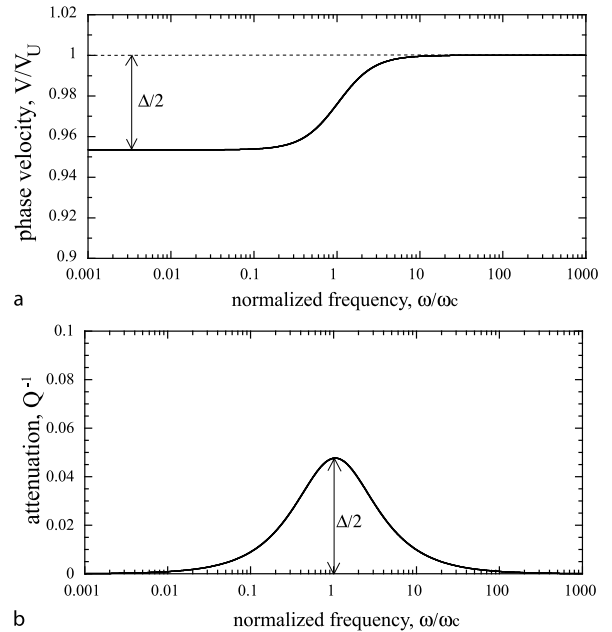 1.02
1
0.98
0.96
0.94
0.92
0.9
phase velocity, V/V_U
Δ/2
0.001 0.01 0.1 1 10 100 1000
normalized frequency, ω/ωc
a
0.1
0.08
0.06
0.04
0.02
0
attenuation, Q⁻¹
Δ/2
0.001 0.01 0.1 1 10 100 1000
normalized frequency, ω/ωc
b